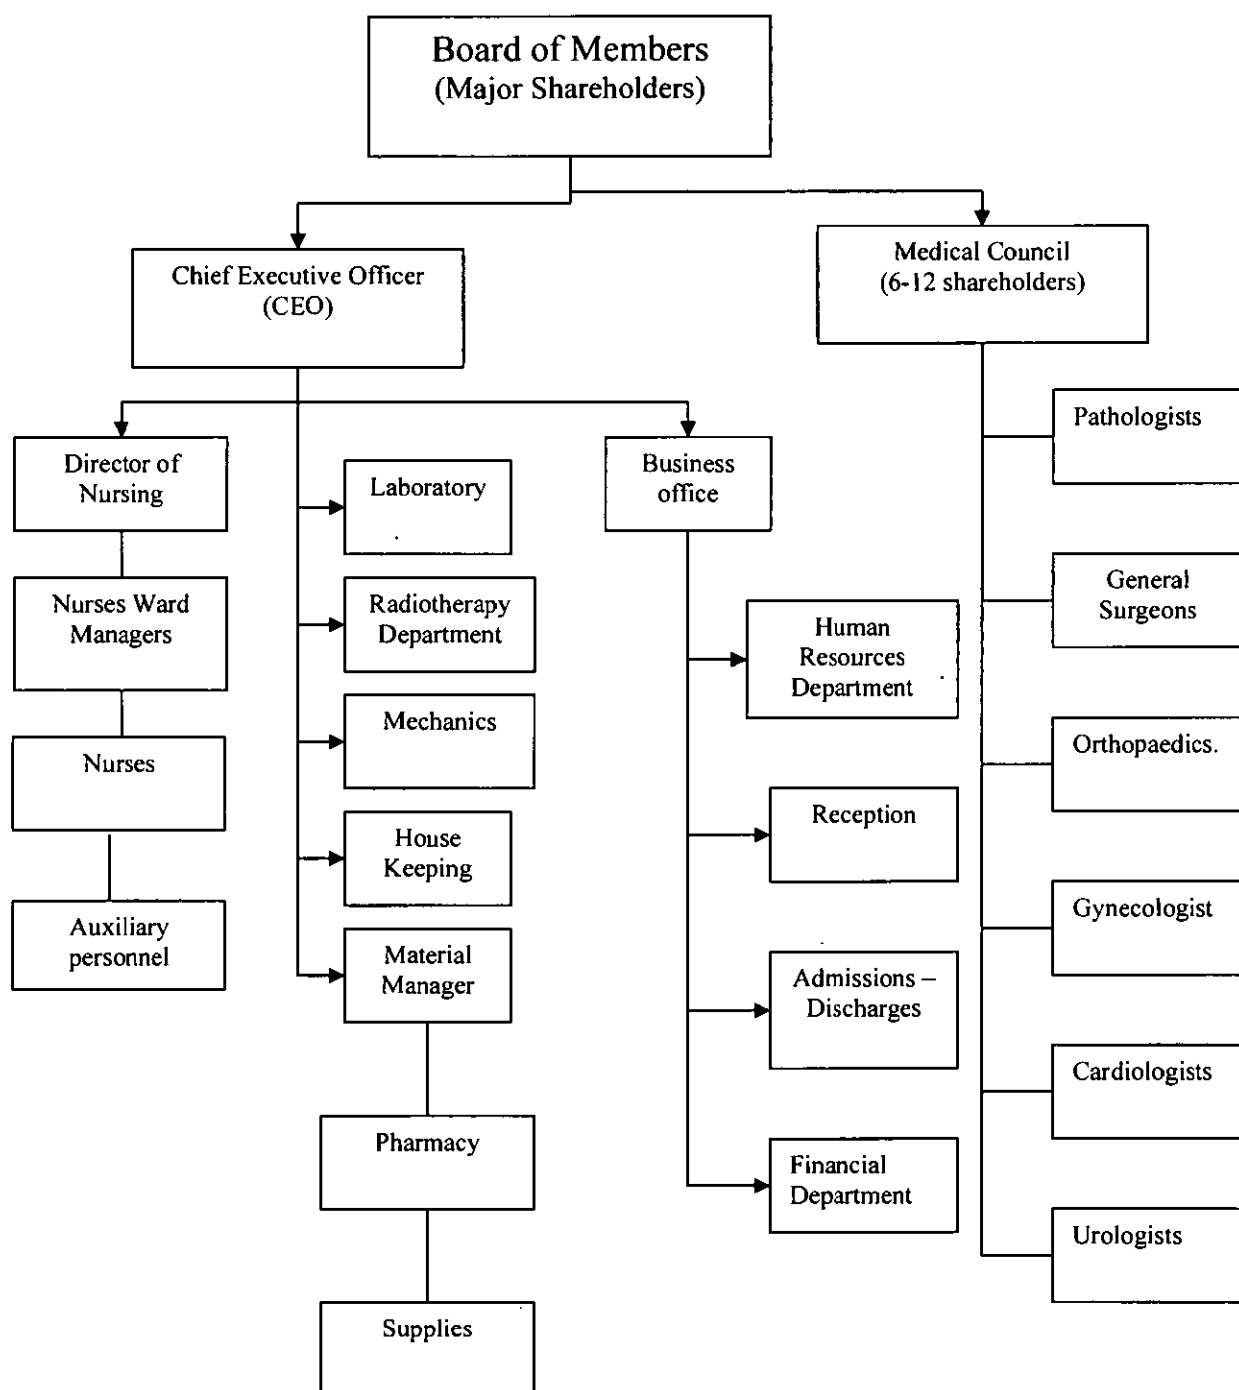 Board of Members
(Major Shareholders)
Chief Executive Officer
(CEO)
Medical Council
(6-12 shareholders)
Director of
Nursing
Nurses Ward
Managers
Nurses
Auxiliary
personnel
Laboratory
Radiotherapy
Department
Mechanics
House
Keeping
Material
Manager
Pharmacy
Supplies
Business
office
Human
Resources
Department
Reception
Admissions –
Discharges
Financial
Department
Pathologists
General
Surgeons
Orthopaedics.
Gynecologist
Cardiologists
Urologists